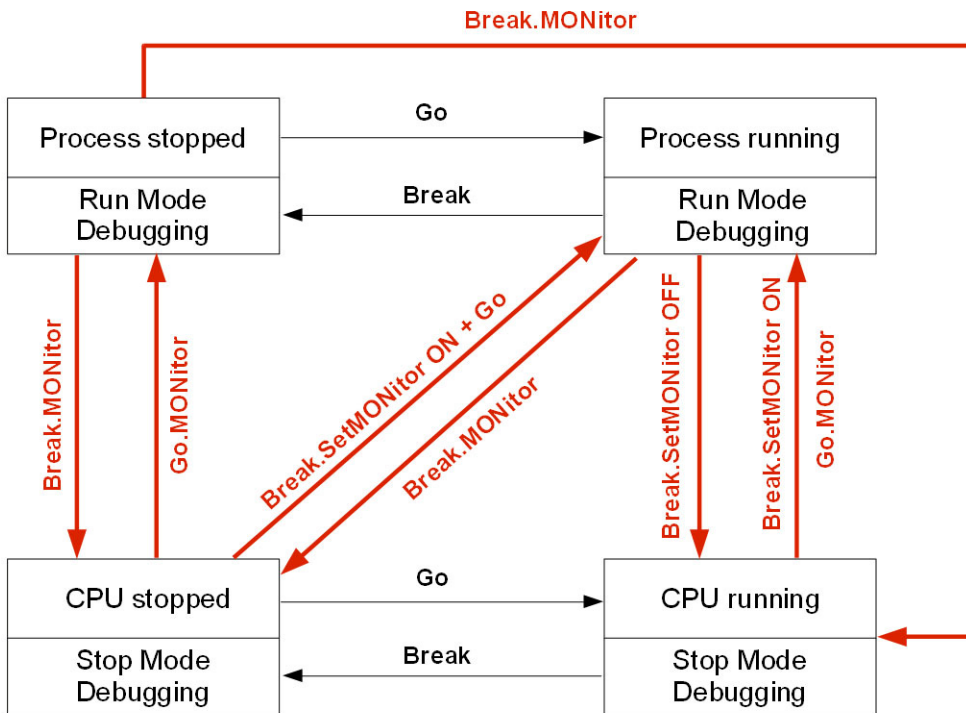 Break.MONitor
Process stopped
Run Mode
Debugging
Go
Break
Process running
Run Mode
Debugging
Break.MONitor
Go.MONitor
Break.SetMONitor ON + Go
Break.MONitor
Break.SetMONitor OFF
Break.SetMONitor ON
Go.MONitor
CPU stopped
Stop Mode
Debugging
Go
Break
CPU running
Stop Mode
Debugging